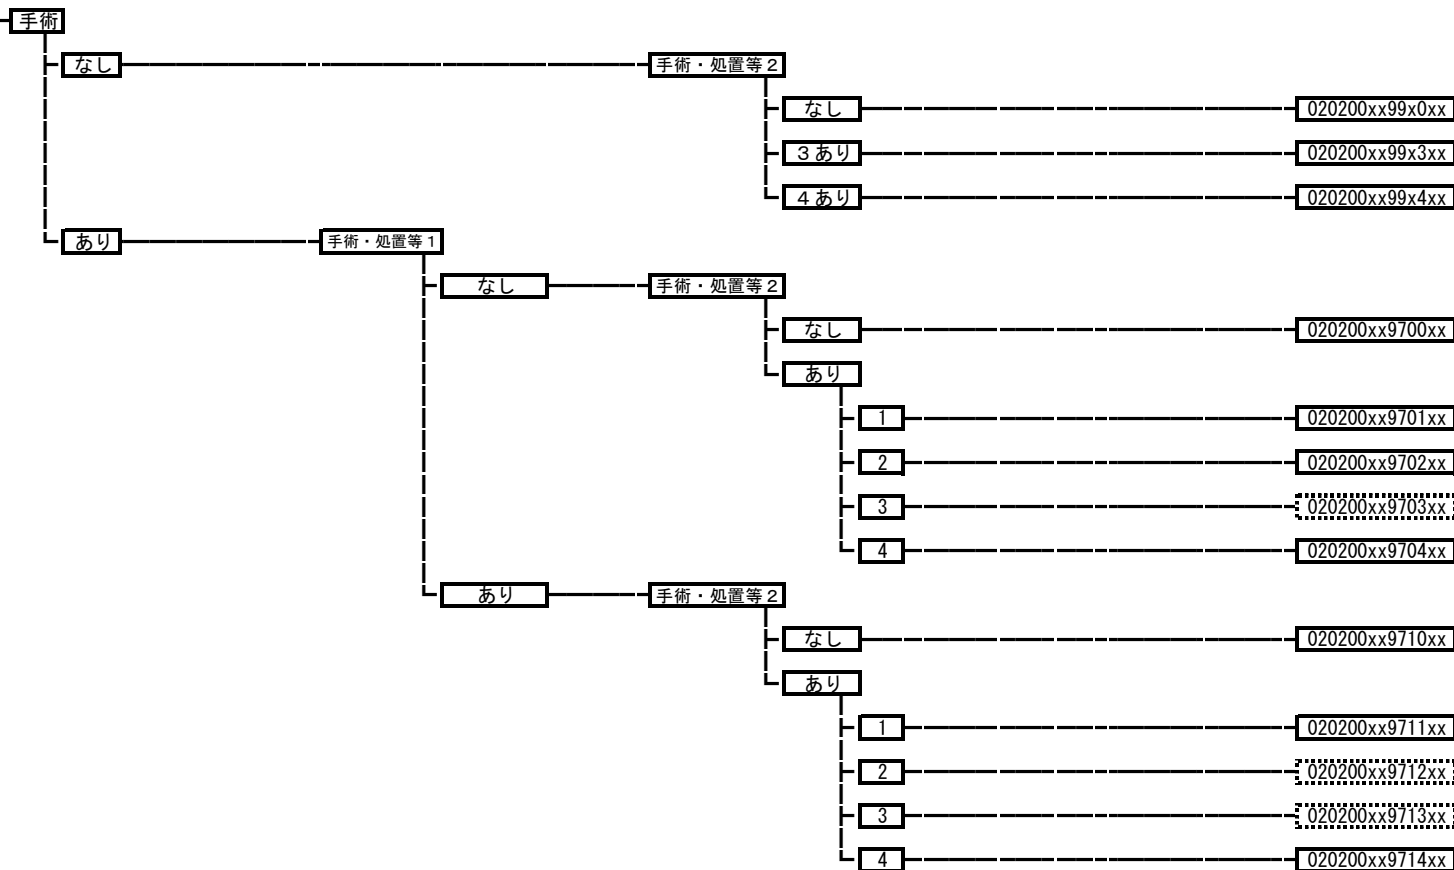 手術
なし 手術・処置等2
なし 020200xx99x0xx
3あり 020200xx99x3xx
4あり 020200xx99x4xx
あり 手術・処置等1
なし 手術・処置等2
なし 020200xx9700xx
あり
1 020200xx9701xx
2 020200xx9702xx
3 020200xx9703xx
4 020200xx9704xx
あり 手術・処置等2
なし 020200xx9710xx
あり
1 020200xx9711xx
2 020200xx9712xx
3 020200xx9713xx
4 020200xx9714xx